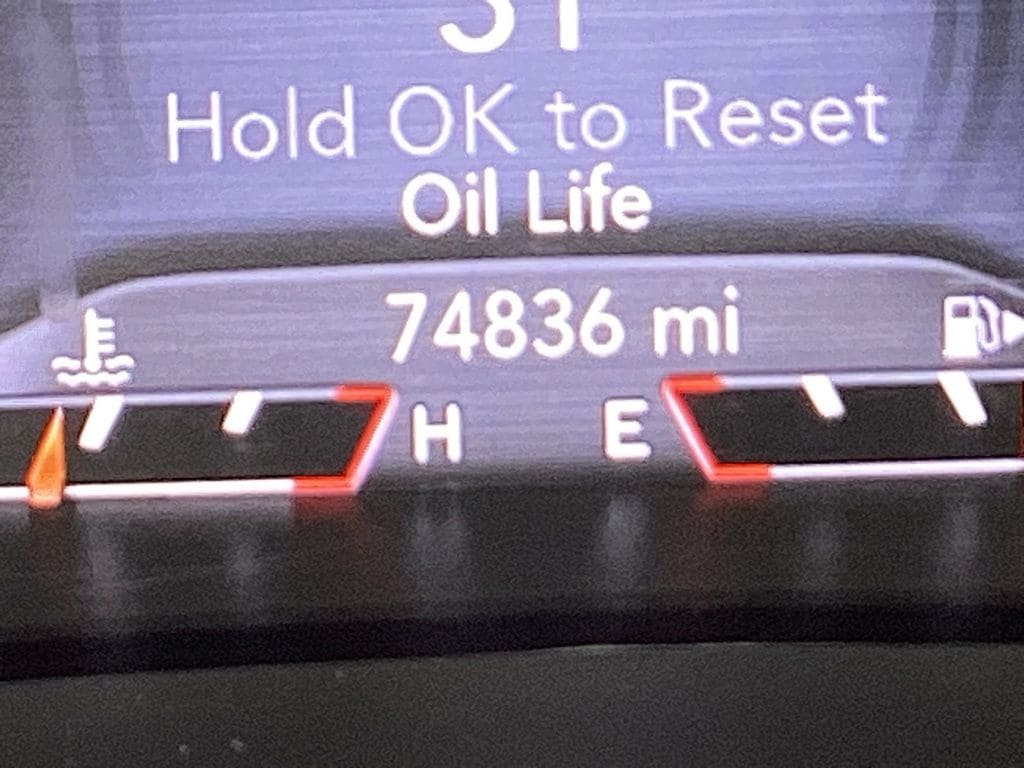 Hold OK to Reset
Oil Life
74836 mi
H E